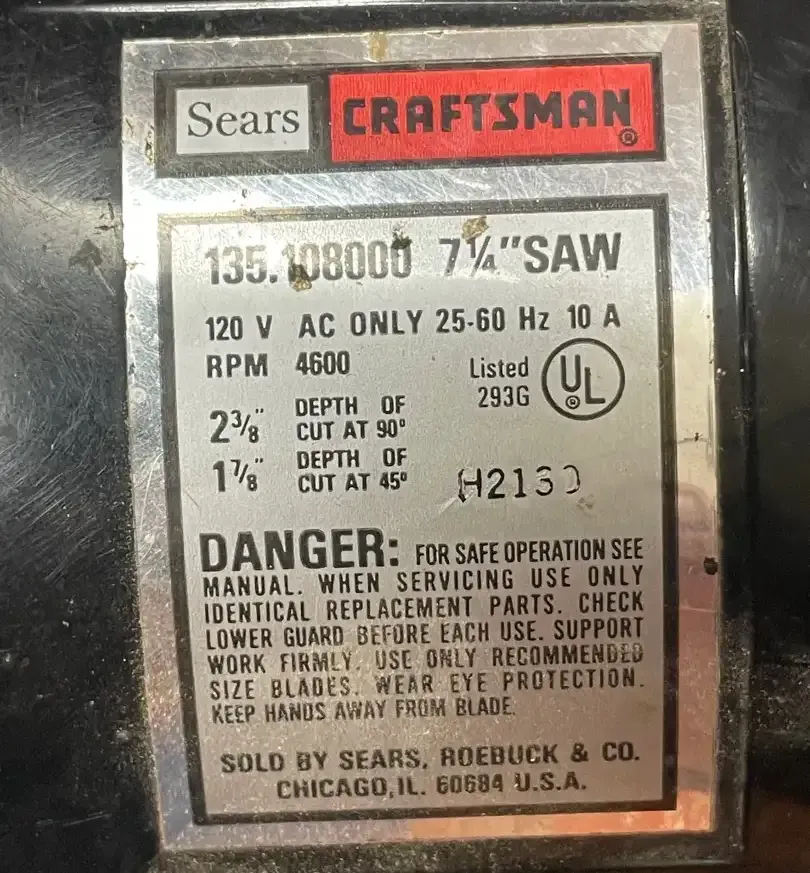 Sears CRAFTSMAN ®
135.108000 7¼" SAW
120 V AC ONLY 25-60 Hz 10 A
RPM 4600
Listed
293G
UL ®
2⅜" DEPTH OF
CUT AT 90°
1⅞" DEPTH OF
CUT AT 45°
DANGER: FOR SAFE OPERATION SEE
MANUAL. WHEN SERVICING USE ONLY
IDENTICAL REPLACEMENT PARTS. CHECK
LOWER GUARD BEFORE EACH USE. SUPPORT
WORK FIRMLY. USE ONLY RECOMMENDED
SIZE BLADES. WEAR EYE PROTECTION.
KEEP HANDS AWAY FROM BLADE.
SOLD BY SEARS, ROEBUCK & CO.
CHICAGO, IL. 60684 U.S.A.